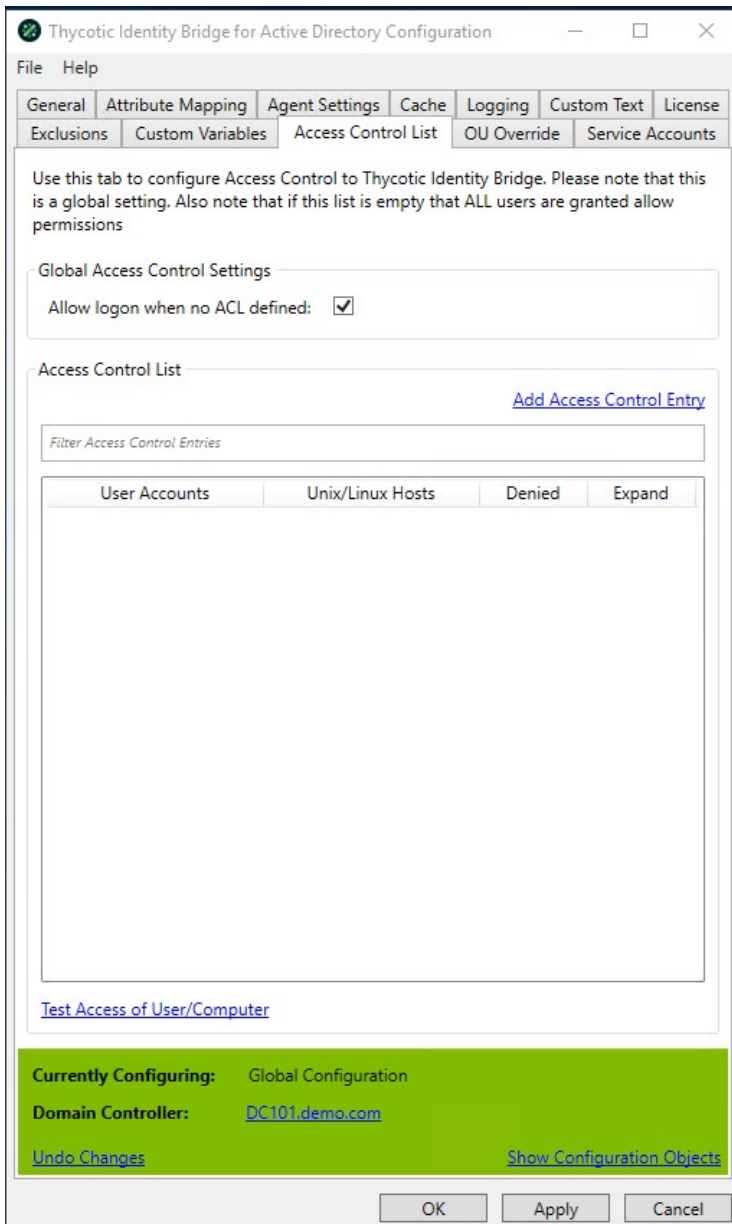 Thycotic Identity Bridge for Active Directory Configuration
File Help
General Attribute Mapping Agent Settings Cache Logging Custom Text License
Exclusions Custom Variables Access Control List OU Override Service Accounts
Use this tab to configure Access Control to Thycotic Identity Bridge. Please note that this
is a global setting. Also note that if this list is empty that ALL users are granted allow
permissions
Global Access Control Settings
Allow logon when no ACL defined:
Access Control List
Add Access Control Entry
Filter Access Control Entries
User Accounts Unix/Linux Hosts Denied Expand
Test Access of User/Computer
Currently Configuring: Global Configuration
Domain Controller: DC101.demo.com
Undo Changes Show Configuration Objects
OK Apply Cancel